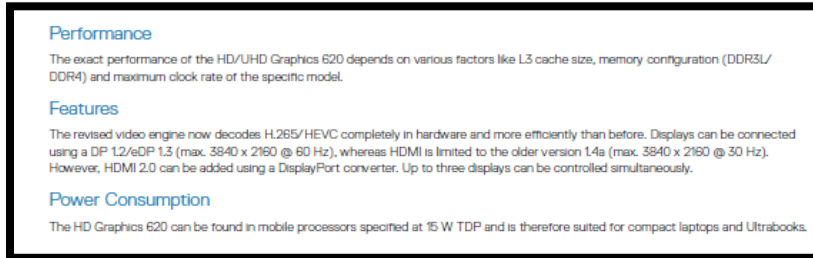 Performance
The exact performance of the HD/UHD Graphics 620 depends on various factors like L3 cache size, memory configuration (DDR3L/
DDR4) and maximum clock rate of the specific model.
Features
The revised video engine now decodes H.265/HEVC completely in hardware and more efficiently than before. Displays can be connected
using a DP 1.2/eDP 1.3 (max. 3840 x 2160 @ 60 Hz), whereas HDMI is limited to the older version 1.4a (max. 3840 x 2160 @ 30 Hz).
However, HDMI 2.0 can be added using a DisplayPort converter. Up to three displays can be controlled simultaneously.
Power Consumption
The HD Graphics 620 can be found in mobile processors specified at 15 W TDP and is therefore suited for compact laptops and Ultrabooks.